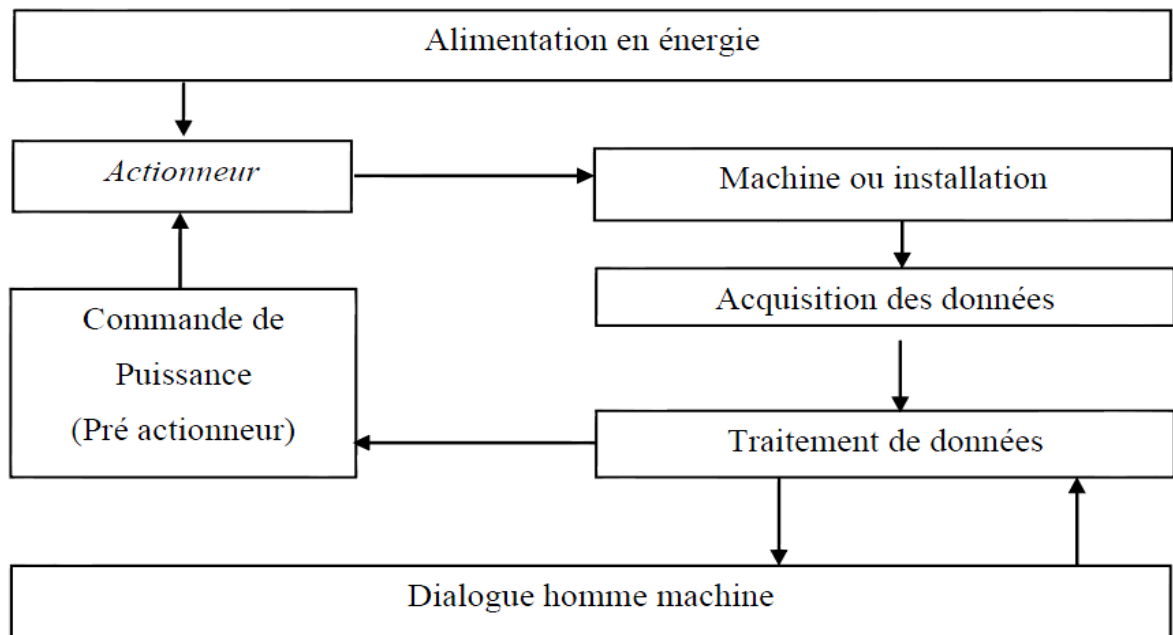 Alimentation en énergie
Actionneur
Machine ou installation
Acquisition des données
Commande de
Puissance
(Pré actionneur)
Traitement de données
Dialogue homme machine